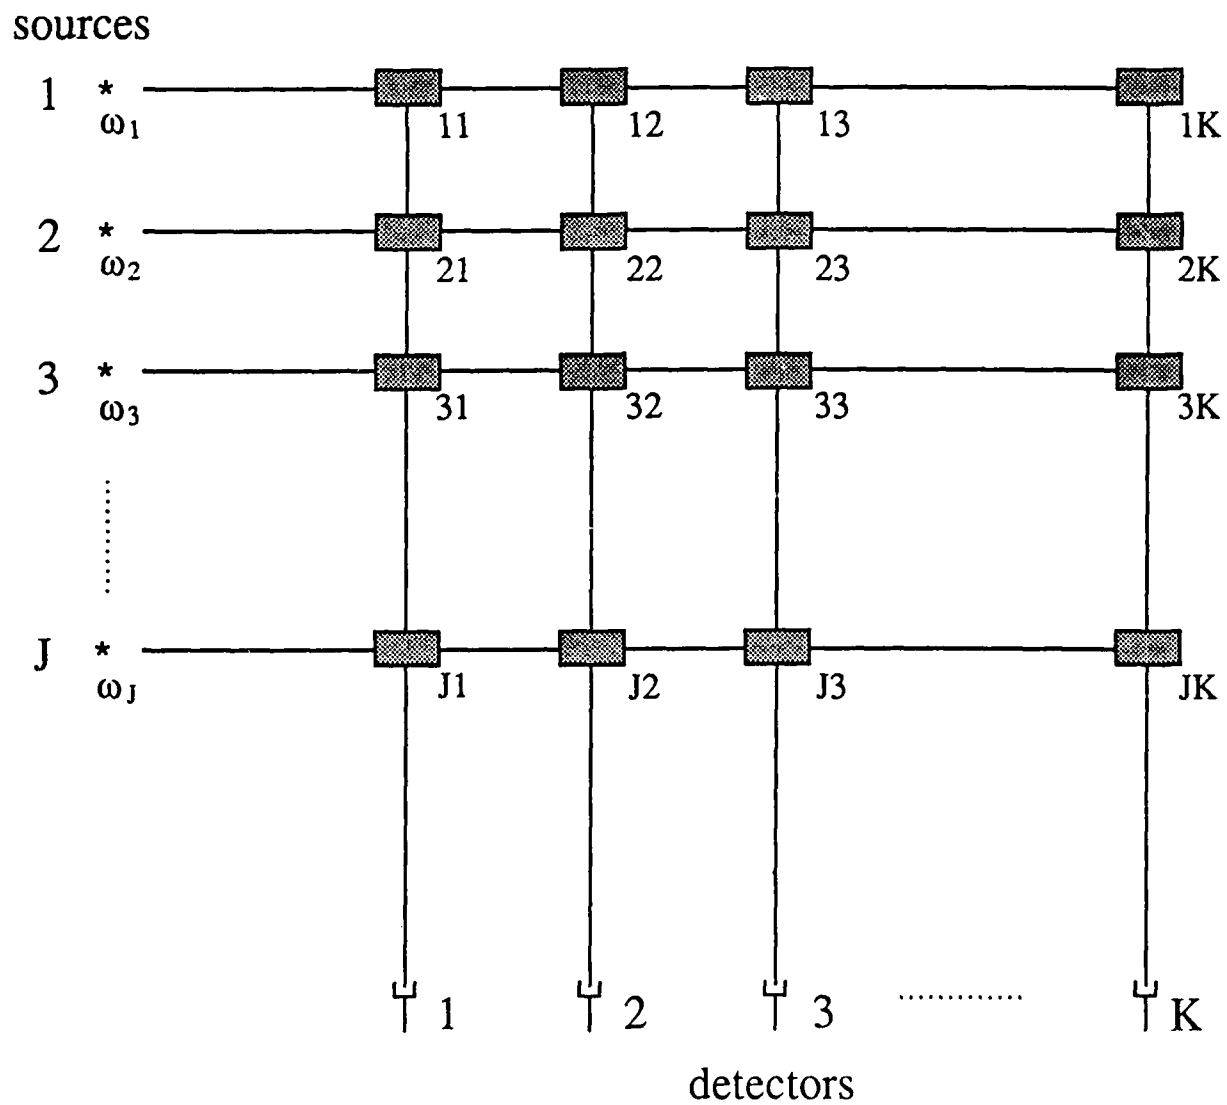 sources
1 *
ω1
11 12 13 1K
2 *
ω2
21 22 23 2K
3 *
ω3
31 32 33 3K
J *
ωJ
J1 J2 J3 JK
1 2 3 K
detectors